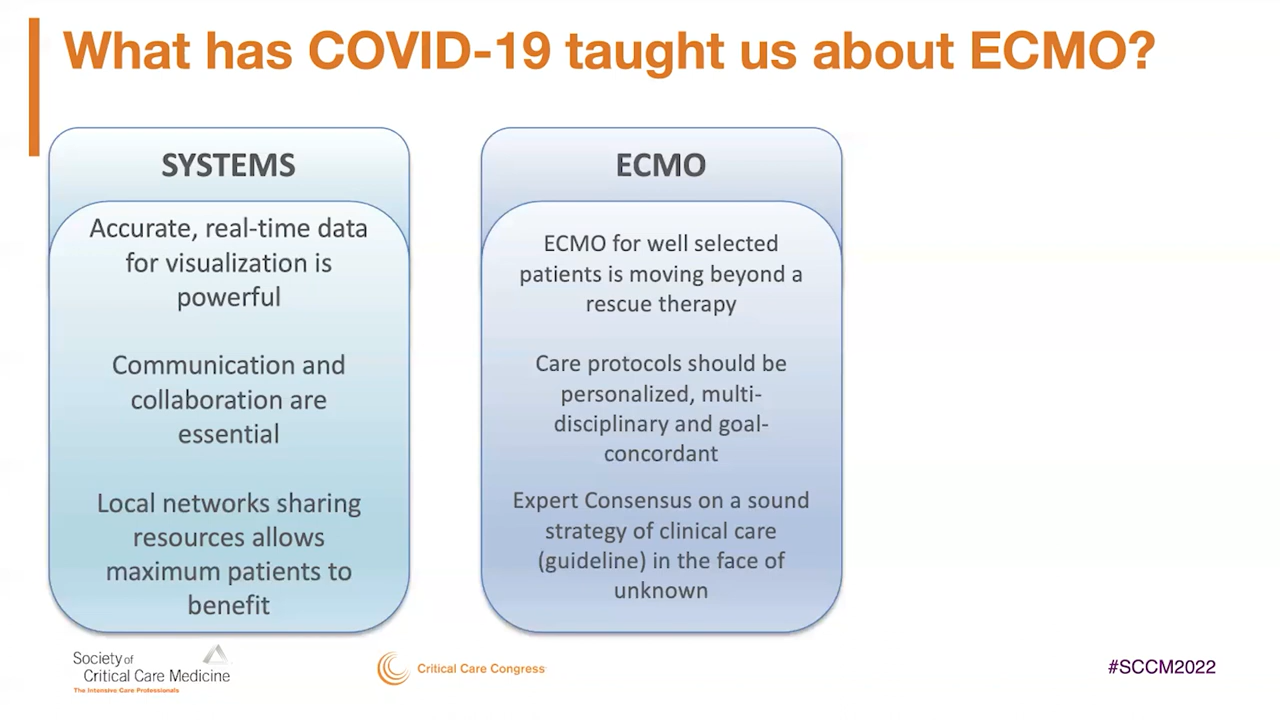 What has COVID-19 taught us about ECMO?
SYSTEMS
Accurate, real-time data
for visualization is
powerful
Communication and
collaboration are
essential
Local networks sharing
resources allows
maximum patients to
benefit
ECMO
ECMO for well selected
patients is moving beyond a
rescue therapy
Care protocols should be
personalized, multi-
disciplinary and goal-
concordant
Expert Consensus on a sound
strategy of clinical care
(guideline) in the face of
unknown
Society of
Critical Care Medicine
The Intensive Care Professionals
Critical Care Congress
#SCCM2022